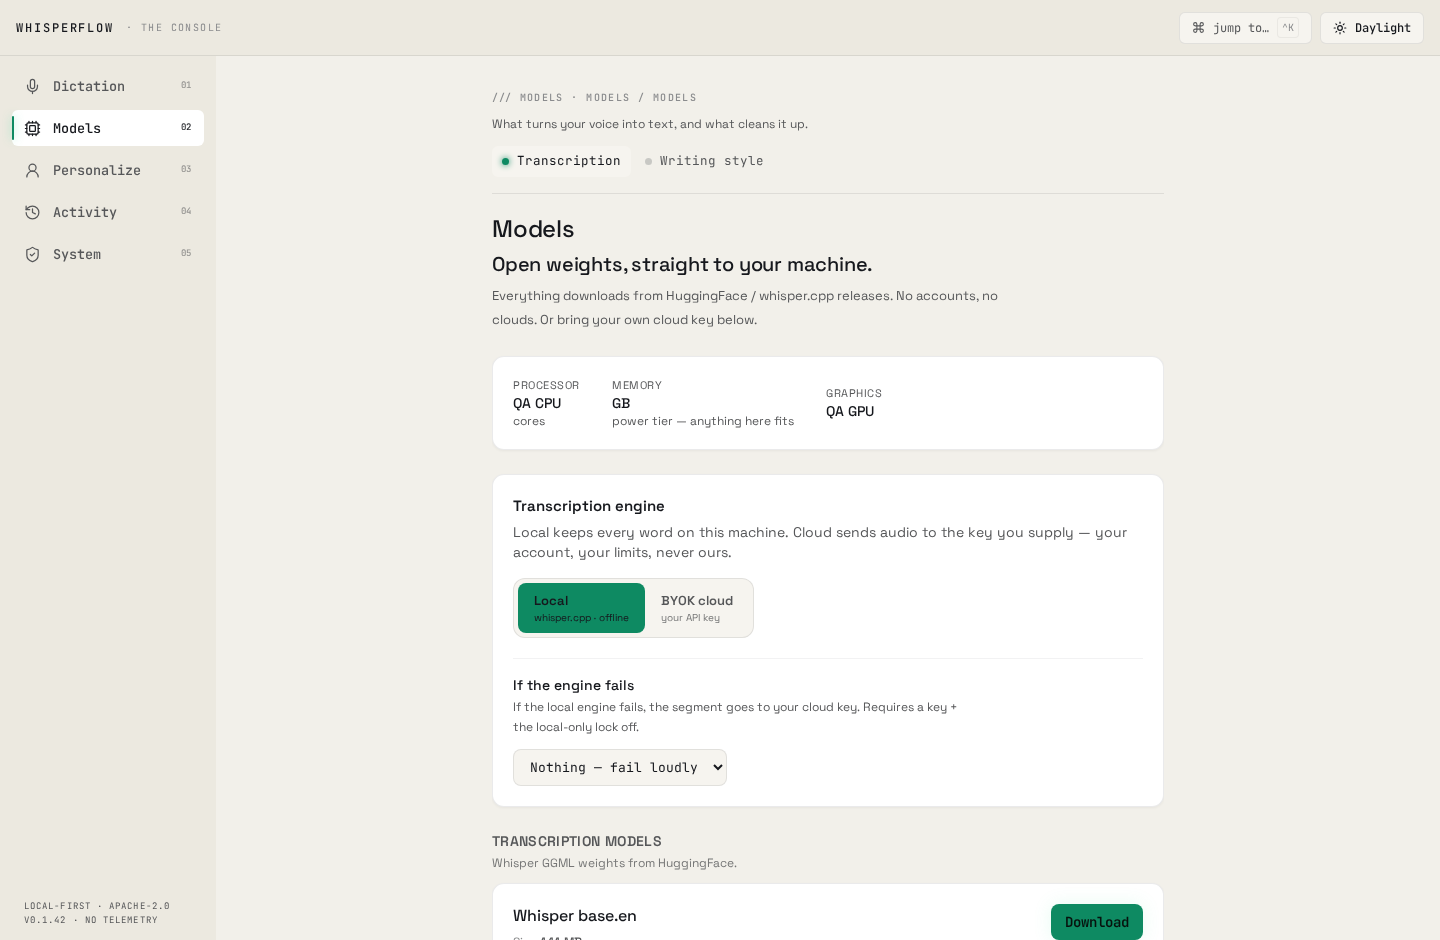 WHISPERFLOW · THE CONSOLE
⌘ jump to… ^K
Daylight
Dictation 01
Models 02
Personalize 03
Activity 04
System 05
LOCAL-FIRST · APACHE-2.0
V0.1.42 · NO TELEMETRY
/// MODELS · MODELS / MODELS
What turns your voice into text, and what cleans it up.
Transcription
Writing style
Models
Open weights, straight to your machine.
Everything downloads from HuggingFace / whisper.cpp releases. No accounts, no
clouds. Or bring your own cloud key below.
PROCESSOR
QA CPU
cores
MEMORY
GB
power tier — anything here fits
GRAPHICS
QA GPU
Transcription engine
Local keeps every word on this machine. Cloud sends audio to the key you supply — your
account, your limits, never ours.
Local
whisper.cpp · offline
BYOK cloud
your API key
If the engine fails
If the local engine fails, the segment goes to your cloud key. Requires a key +
the local-only lock off.
Nothing — fail loudly
TRANSCRIPTION MODELS
Whisper GGML weights from HuggingFace.
Whisper base.en
Download